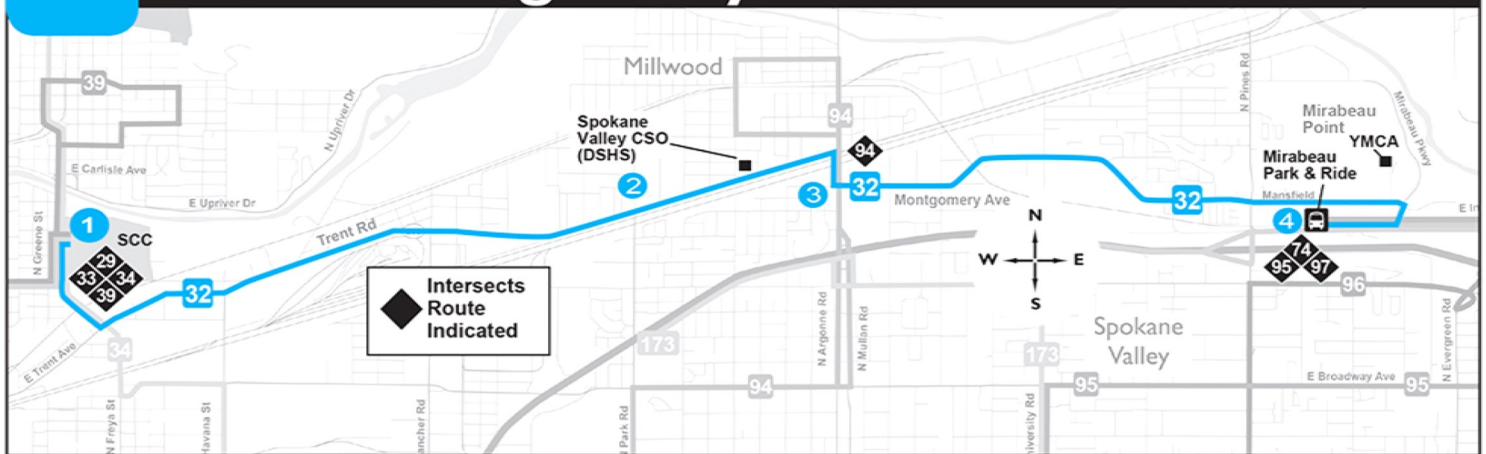 39
Millwood
94
N Upriver Dr
Spokane
Valley CSO
(DSHS)
N Pines Rd
Mirabeau
Point
Mirabeau Pkwy
YMCA
Mirabeau
Park & Ride
E Carlisle Ave
94
2
3
32
Montgomery Ave
32
Mansfield
E Upriver Dr
1
SCC
N Greene St
Trent Rd
4
29
33
34
39
74
95
97
N
W
E
S
32
Intersects
Route
Indicated
96
34
173
173
Spokane
Valley
E Trent Ave
N Argonne Rd
N Mullan Rd
N Evergreen Rd
94
95
E Broadway Ave
95
N Freya St
Havana St
N Park Rd